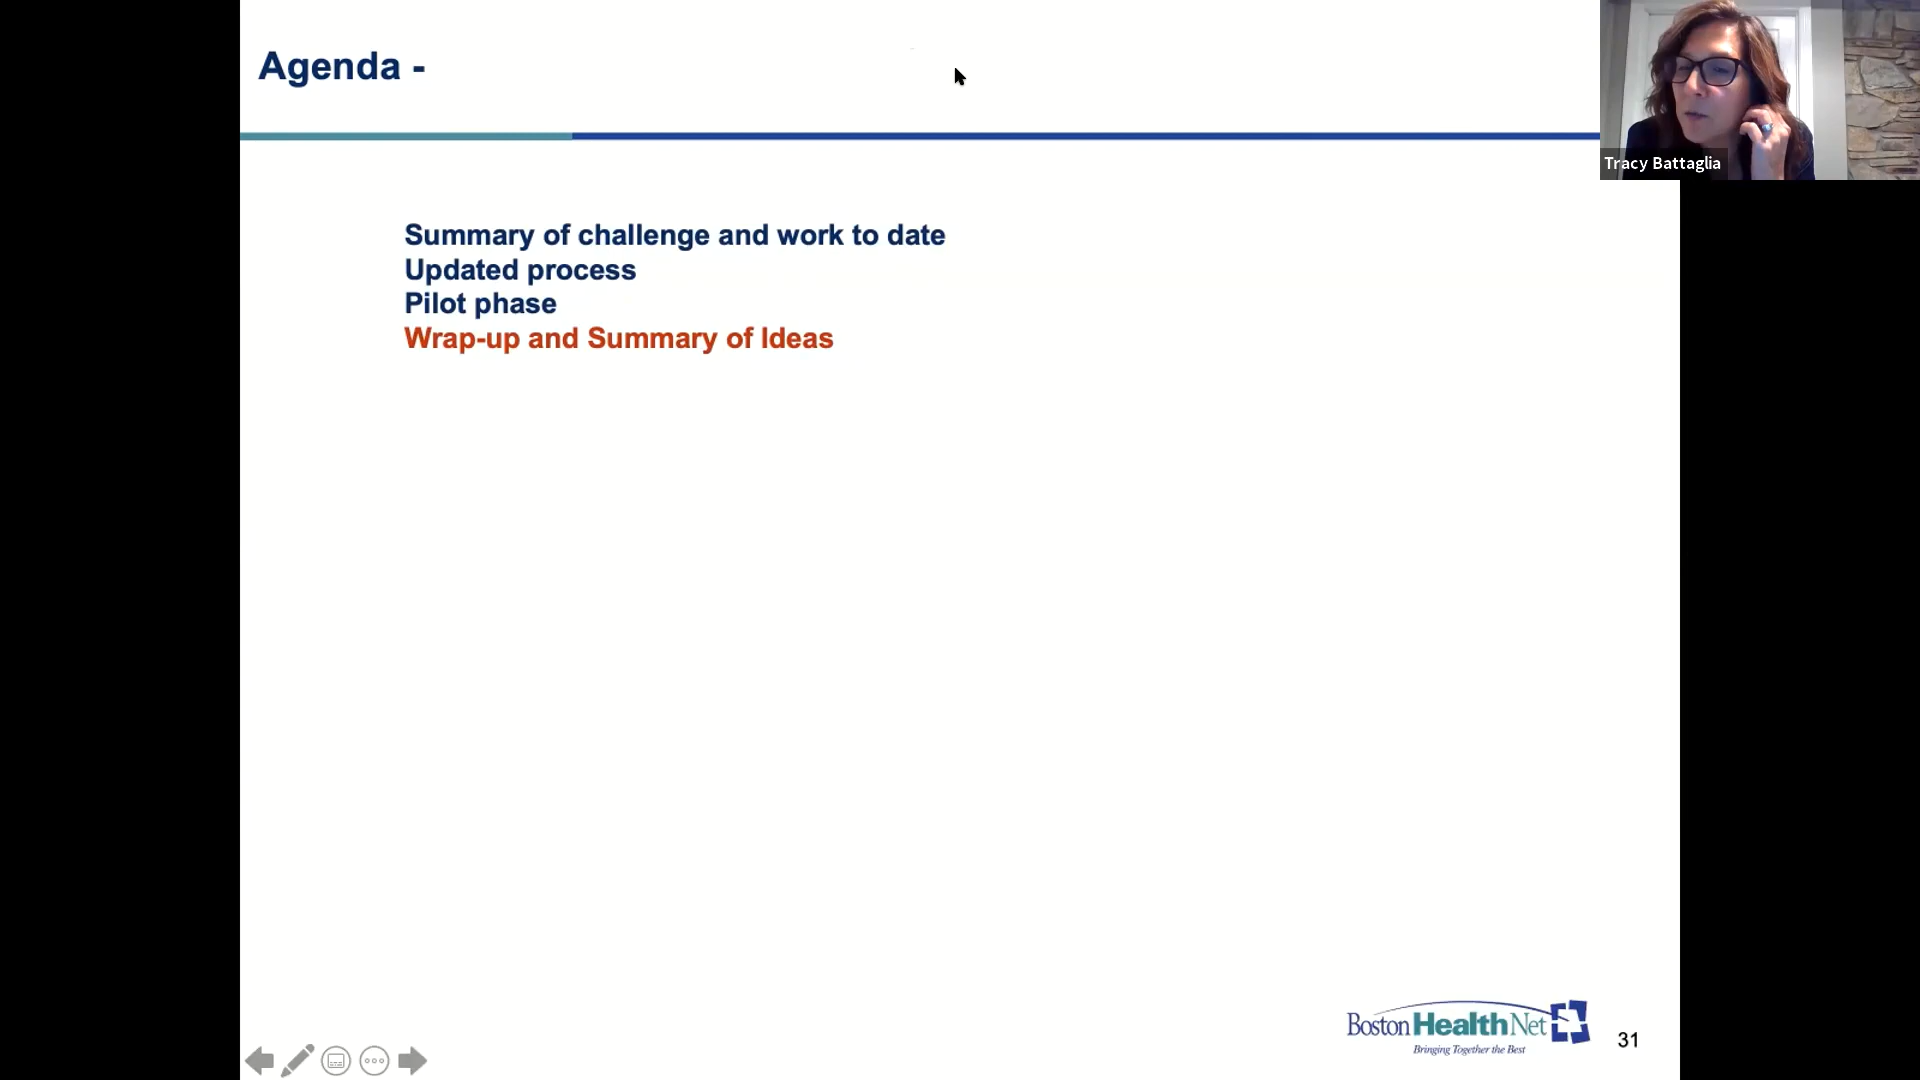 Agenda -
Tracy Battaglia
Summary of challenge and work to date
Updated process
Pilot phase
Wrap-up and Summary of Ideas
Boston HealthNet
Bringing Together the Best
31